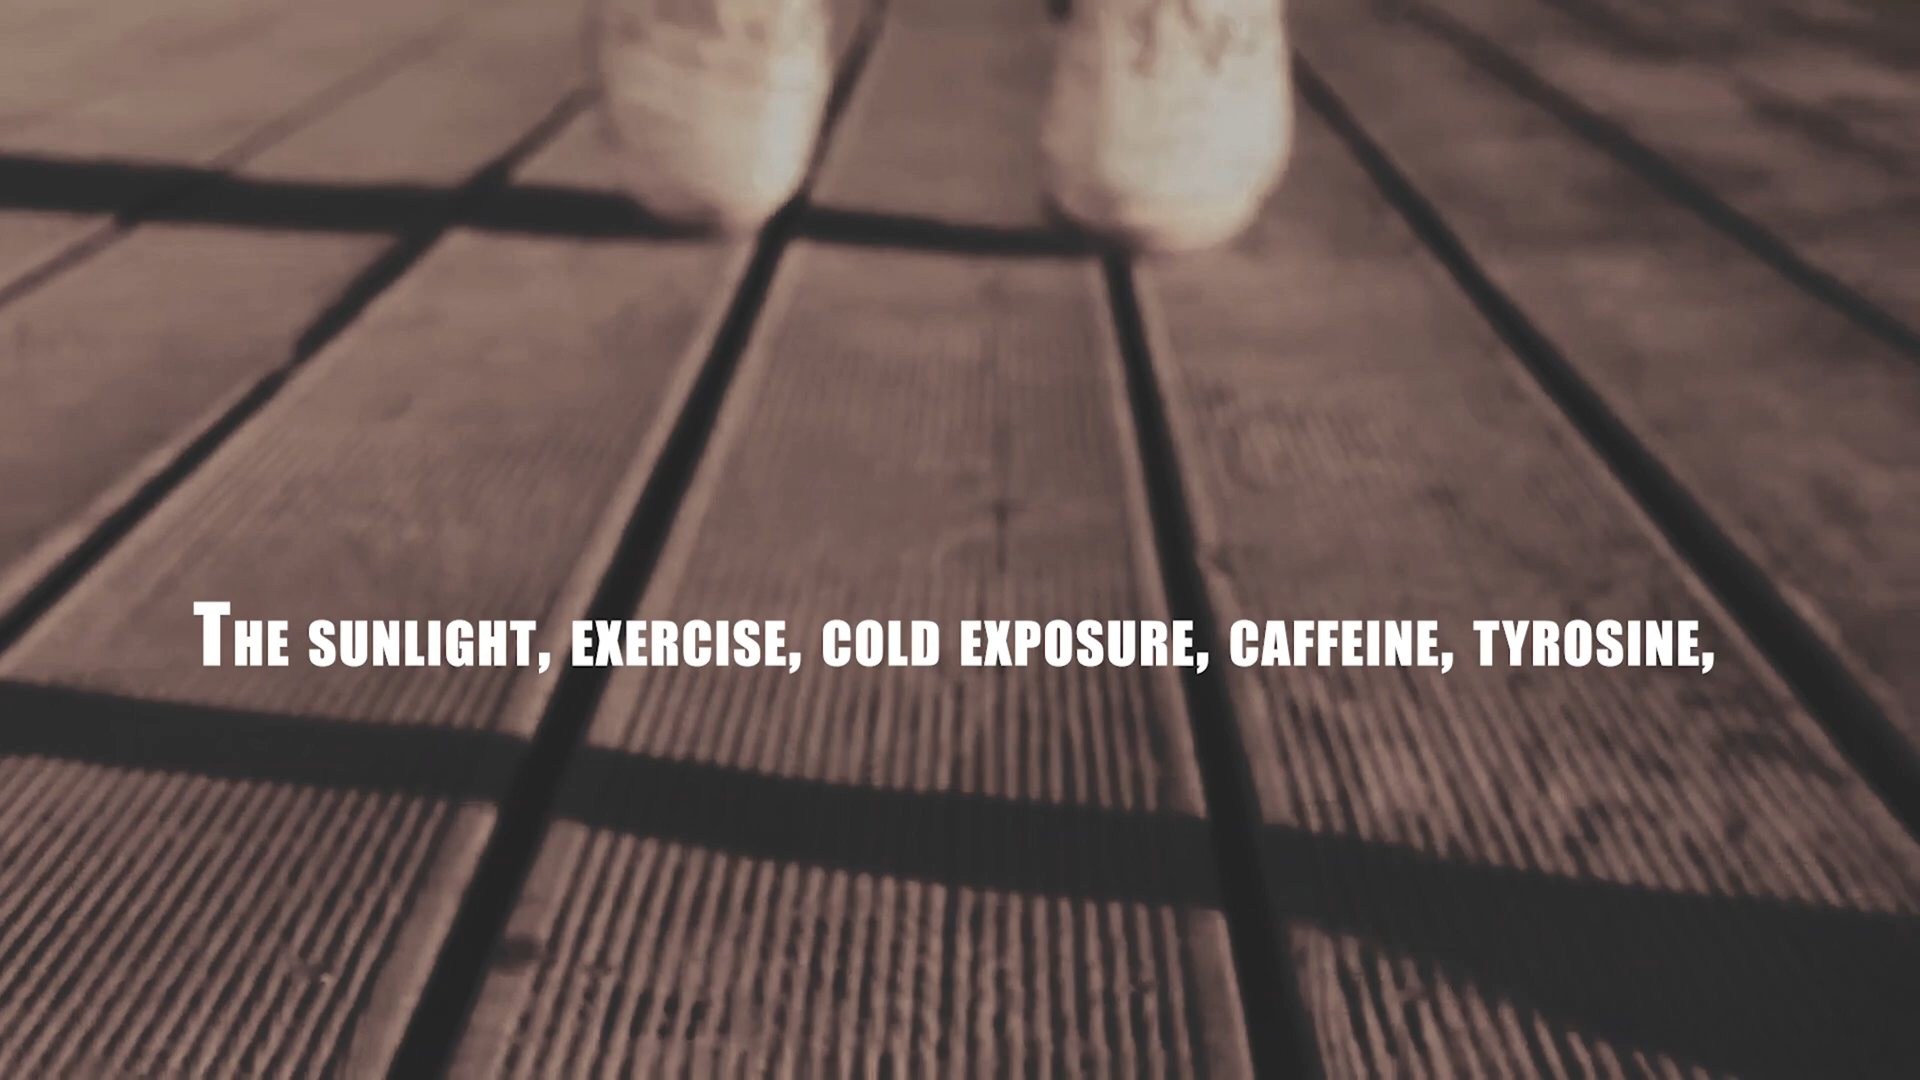 The sunlight, exercise, cold exposure, caffeine, tyrosine,